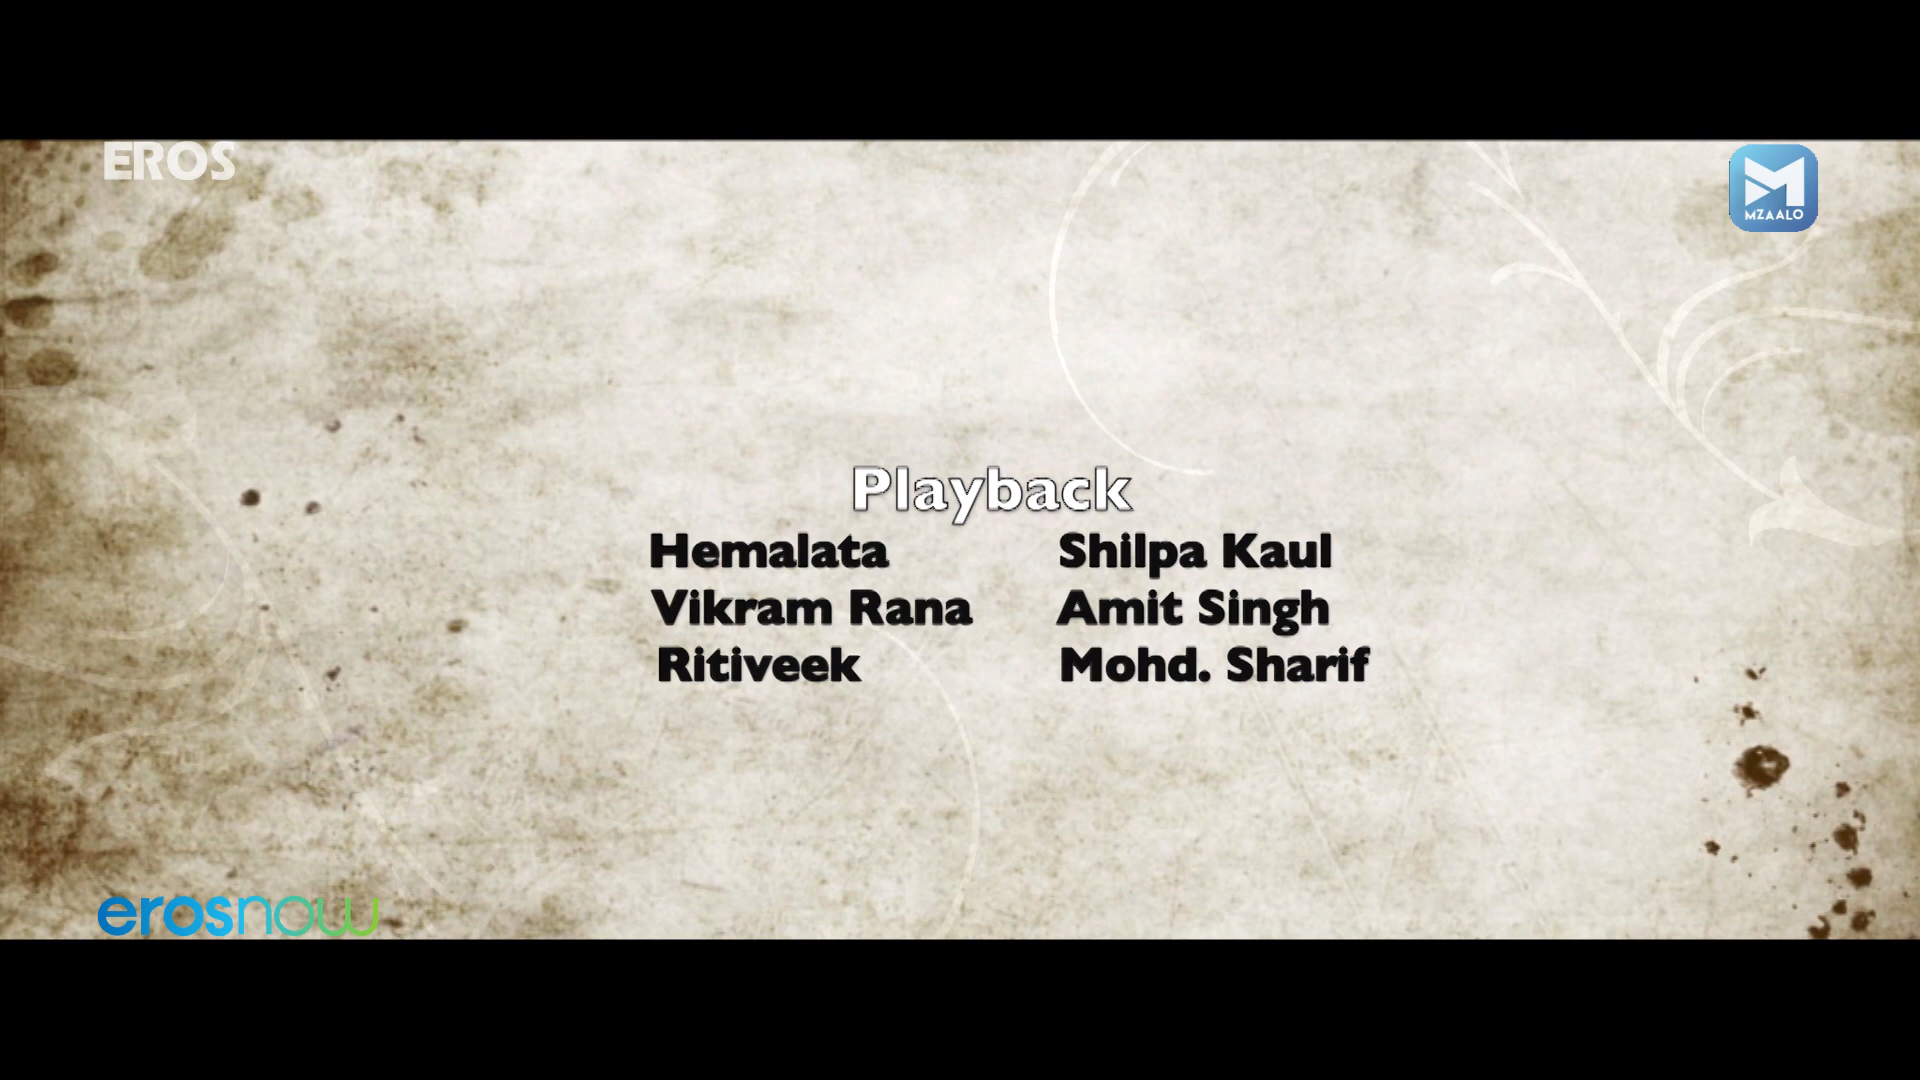 EROS
MZAALO
Playback
Hemalata Shilpa Kaul
Vikram Rana Amit Singh
Ritiveek Mohd. Sharif
erosnow